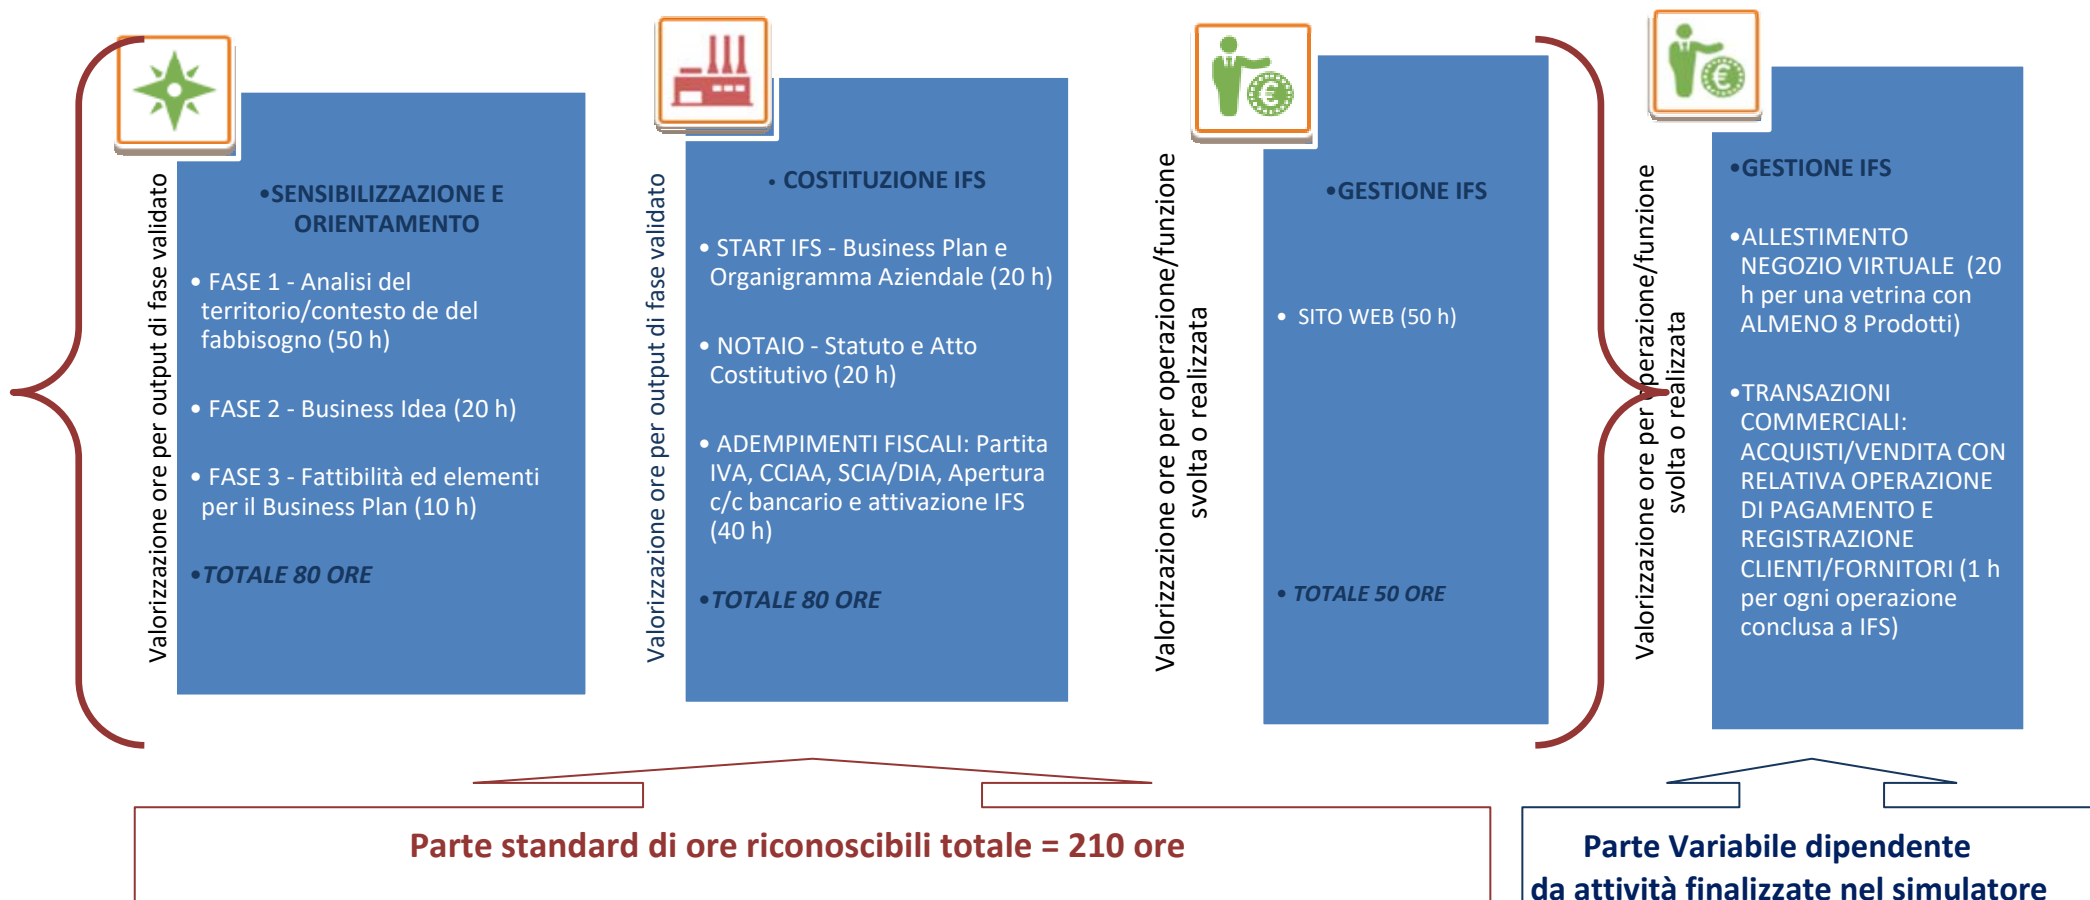 Valorizzazione ore per output di fase validato
•SENSIBILIZZAZIONE E
ORIENTAMENTO
• FASE 1 - Analisi del
territorio/contesto de del
fabbisogno (50 h)
• FASE 2 - Business Idea (20 h)
• FASE 3 - Fattibilità ed elementi
per il Business Plan (10 h)
•TOTALE 80 ORE
Valorizzazione ore per output di fase validato
• COSTITUZIONE IFS
• START IFS - Business Plan e
Organigramma Aziendale (20 h)
• NOTAIO - Statuto e Atto
Costitutivo (20 h)
• ADEMPIMENTI FISCALI: Partita
IVA, CCIAA, SCIA/DIA, Apertura
c/c bancario e attivazione IFS
(40 h)
•TOTALE 80 ORE
Valorizzazione ore per operazione/funzione
svolta o realizzata
•GESTIONE IFS
• SITO WEB (50 h)
• TOTALE 50 ORE
Valorizzazione ore per operazione/funzione
svolta o realizzata
•GESTIONE IFS
•ALLESTIMENTO
NEGOZIO VIRTUALE (20
h per una vetrina con
ALMENO 8 Prodotti)
•TRANSAZIONI
COMMERCIALI:
ACQUISTI/VENDITA CON
RELATIVA OPERAZIONE
DI PAGAMENTO E
REGISTRAZIONE
CLIENTI/FORNITORI (1 h
per ogni operazione
conclusa a IFS)
Parte standard di ore riconoscibili totale = 210 ore
Parte Variabile dipendente
da attività finalizzate nel simulatore